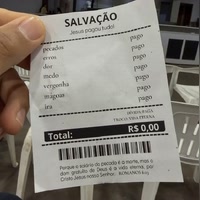 SALVAÇÃO
Jesus pagou tudo!
pecados pago
erros pago
dor pago
medo pago
vergonha pago
mágoas pago
ira pago
Total: R$ 0,00
Porque o salário do pecado é a morte, mas o
dom gratuito de Deus é a vida eterna, por
Cristo Jesus nosso Senhor. ROMANOS 6:23